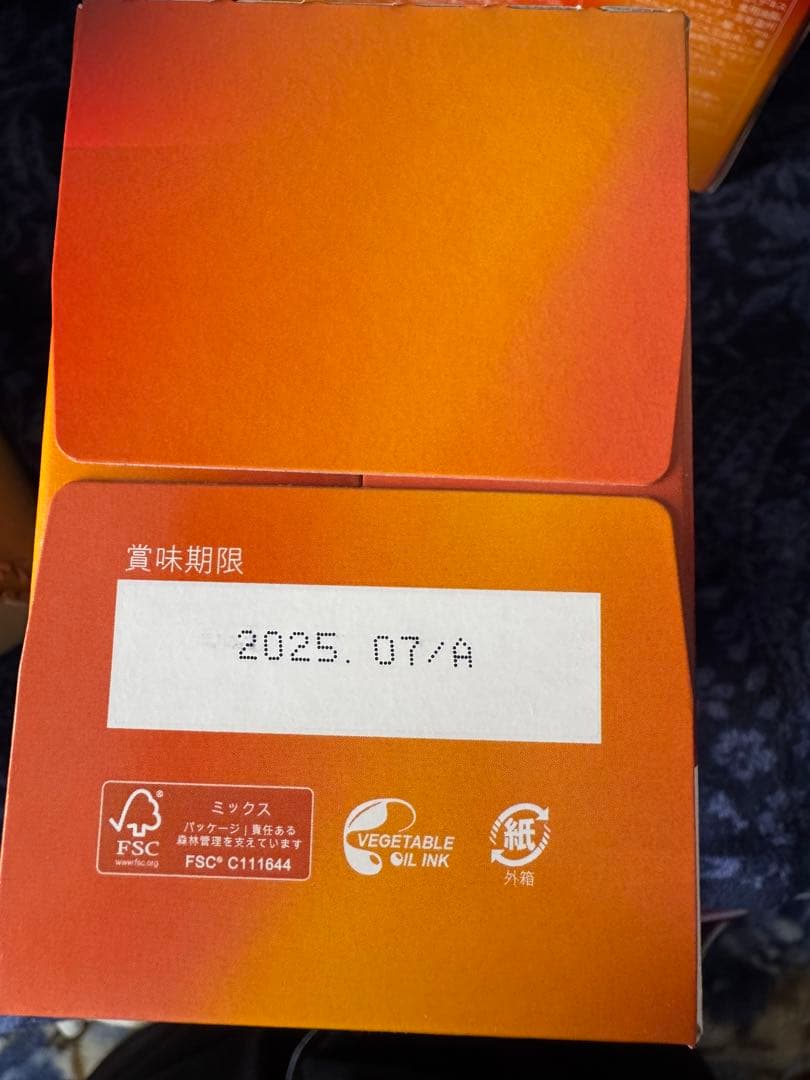 賞味期限
2025. 07/A
FSC
www.fsc.org
ミックス
パッケージ | 責任ある
森林管理を支えています
FSC® C111644
VEGETABLE
OIL INK
紙
外箱